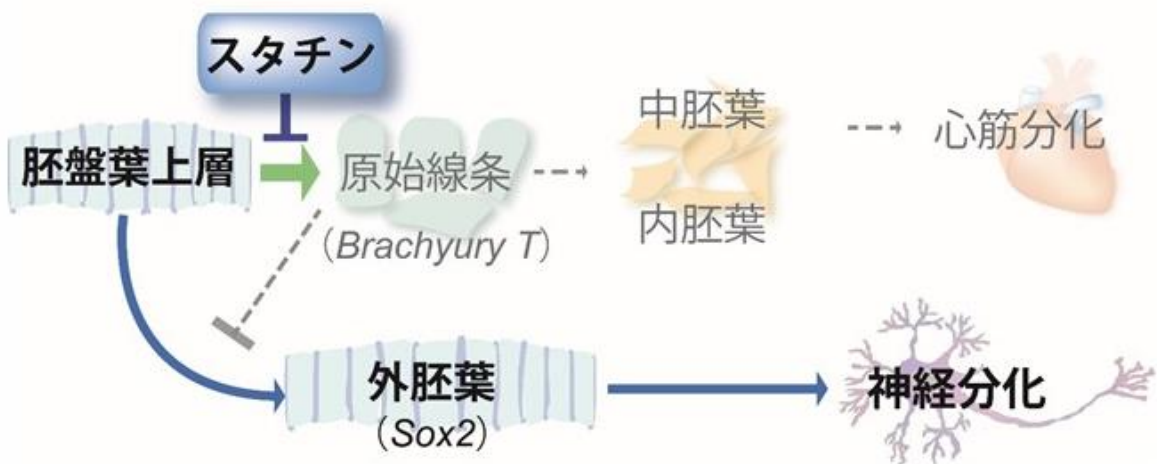 スタチン
胚盤葉上層
原始線条
(Brachyury T)
中胚葉
内胚葉
心筋分化
外胚葉
(Sox2)
神経分化